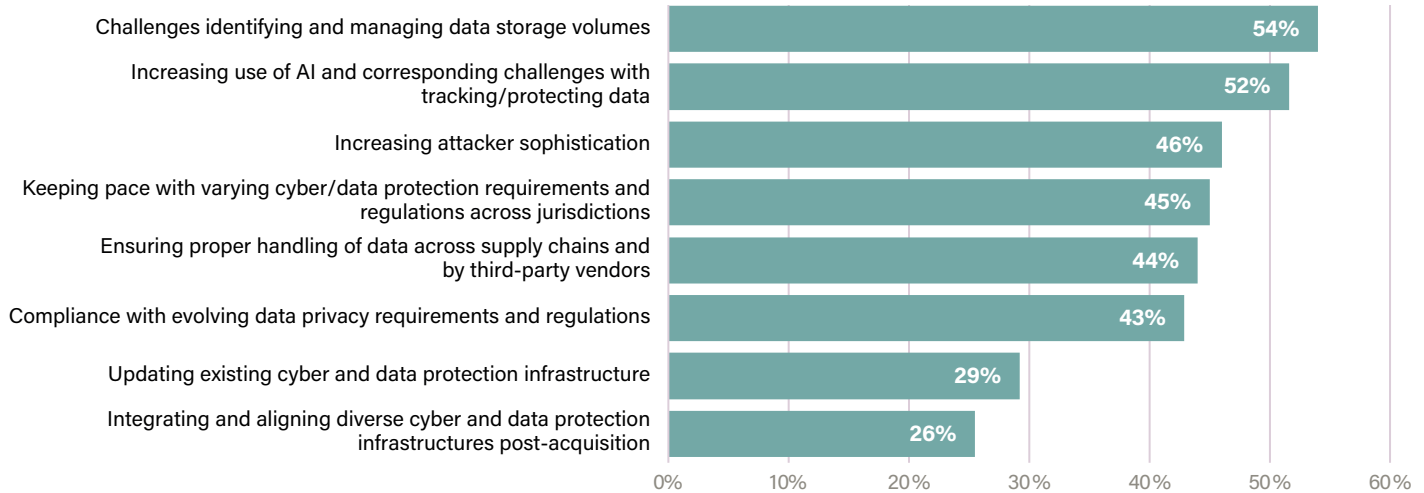 Challenges identifying and managing data storage volumes
54%
Increasing use of AI and corresponding challenges with
tracking/protecting data
52%
Increasing attacker sophistication
46%
Keeping pace with varying cyber/data protection requirements and
regulations across jurisdictions
45%
Ensuring proper handling of data across supply chains and
by third-party vendors
44%
Compliance with evolving data privacy requirements and regulations
43%
Updating existing cyber and data protection infrastructure
29%
Integrating and aligning diverse cyber and data protection
infrastructures post-acquisition
26%
0% 10% 20% 30% 40% 50% 60%